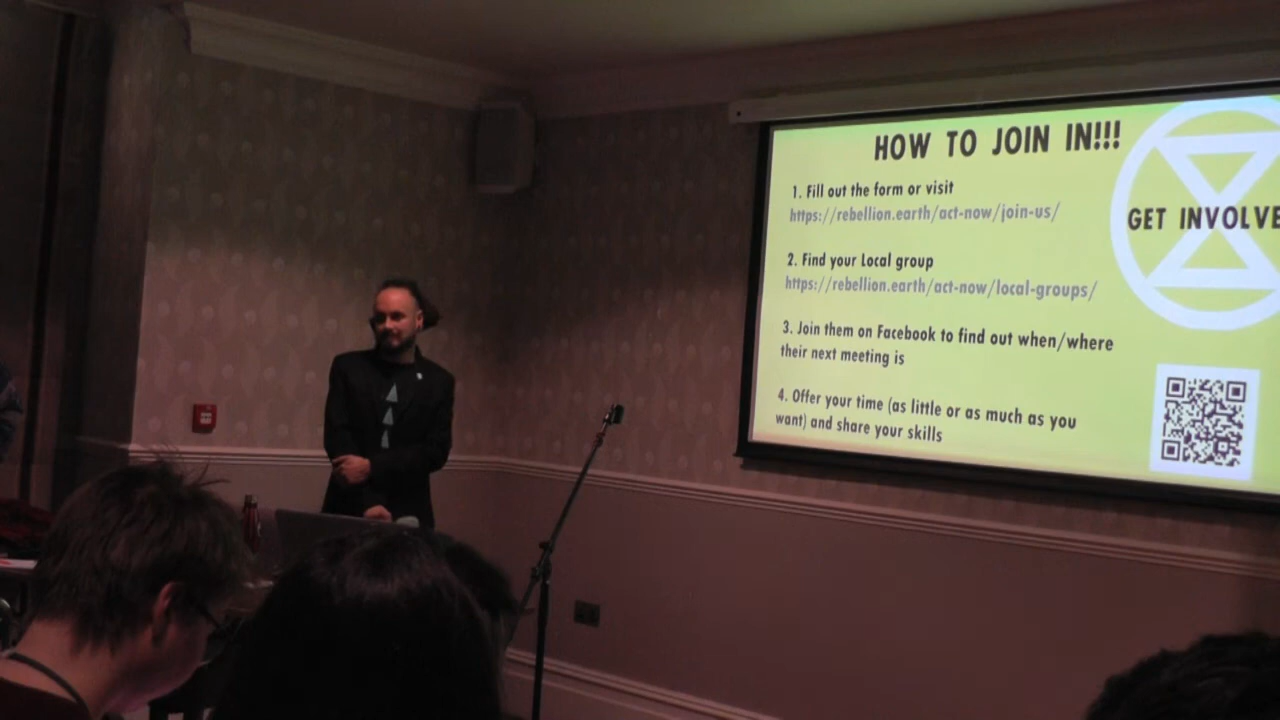 HOW TO JOIN IN!!!
1. Fill out the form or visit
https://rebellion.earth/act-now/join-us/
GET INVOLVE
2. Find your Local group
https://rebellion.earth/act-now/local-groups/
3. Join them on Facebook to find out when/where
their next meeting is
4. Offer your time (as little or as much as you
want) and share your skills